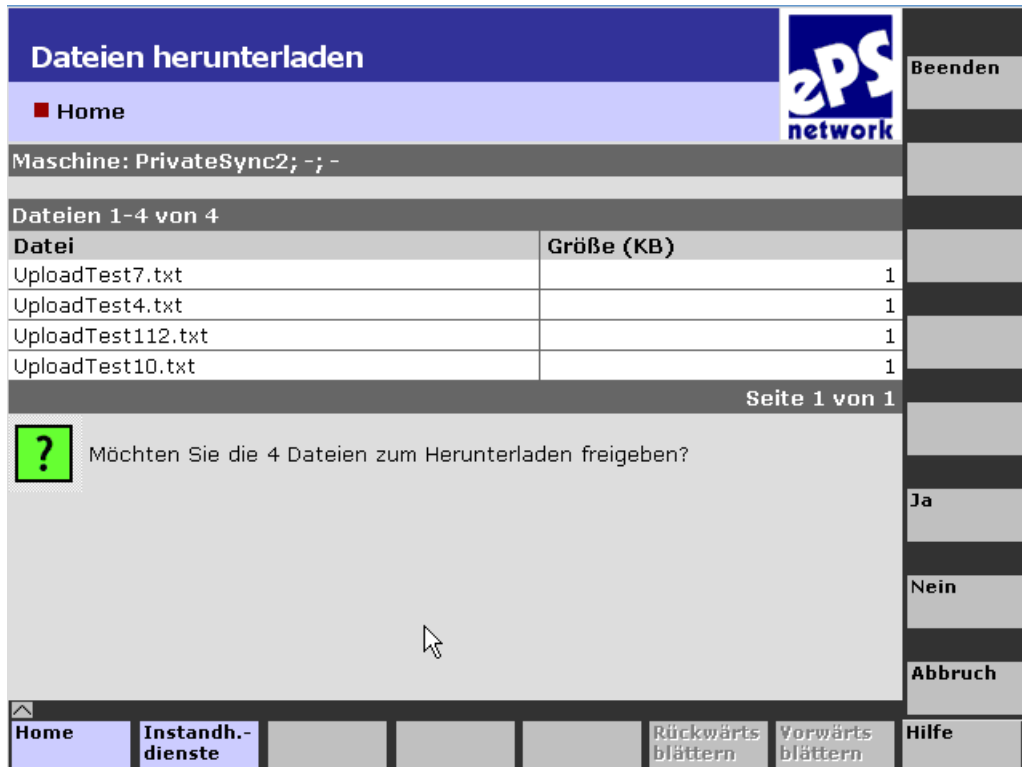 Dateien herunterladen
ePS
network
Home
Beenden
Maschine: PrivateSync2; -; -
Dateien 1-4 von 4
Datei Größe (KB)
UploadTest7.txt 1
UploadTest4.txt 1
UploadTest112.txt 1
UploadTest10.txt 1
Seite 1 von 1
? Möchten Sie die 4 Dateien zum Herunterladen freigeben?
Ja
Nein
Abbruch
Home Instandh.- Rückwärts Vorwärts Hilfe
dienste blättern blättern